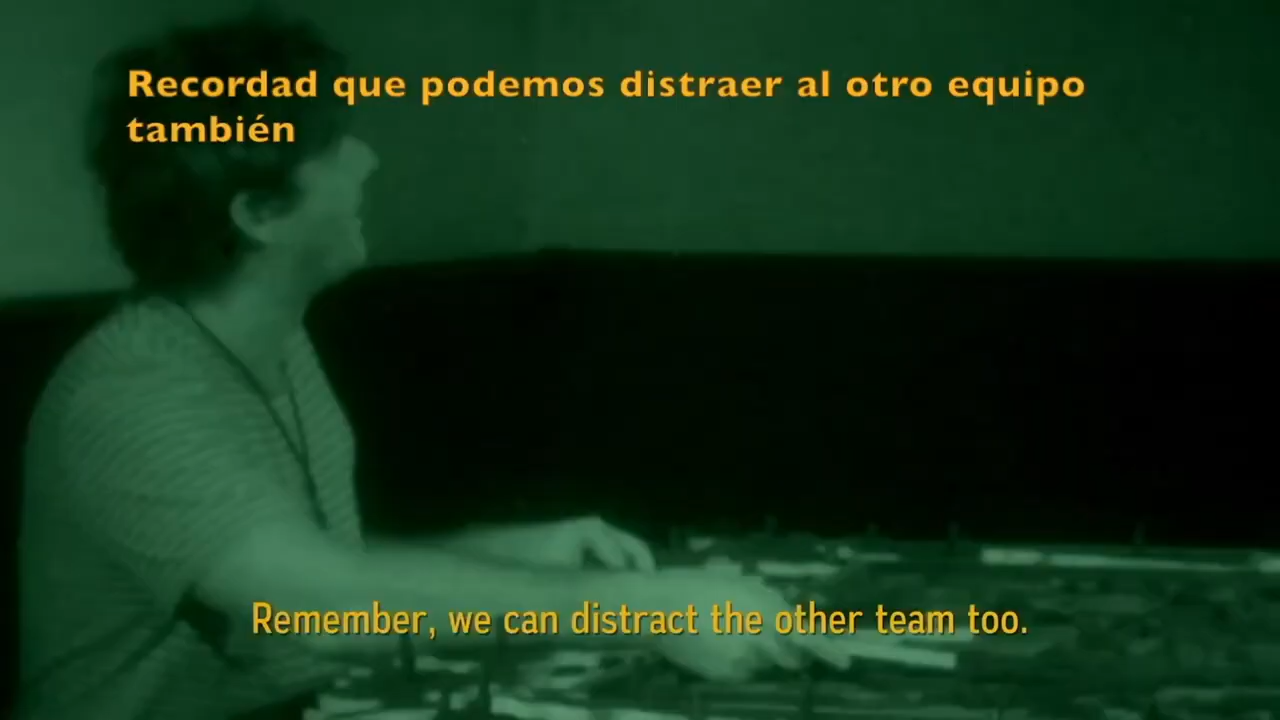 Recordad que podemos distraer al otro equipo
también
Remember, we can distract the other team too.